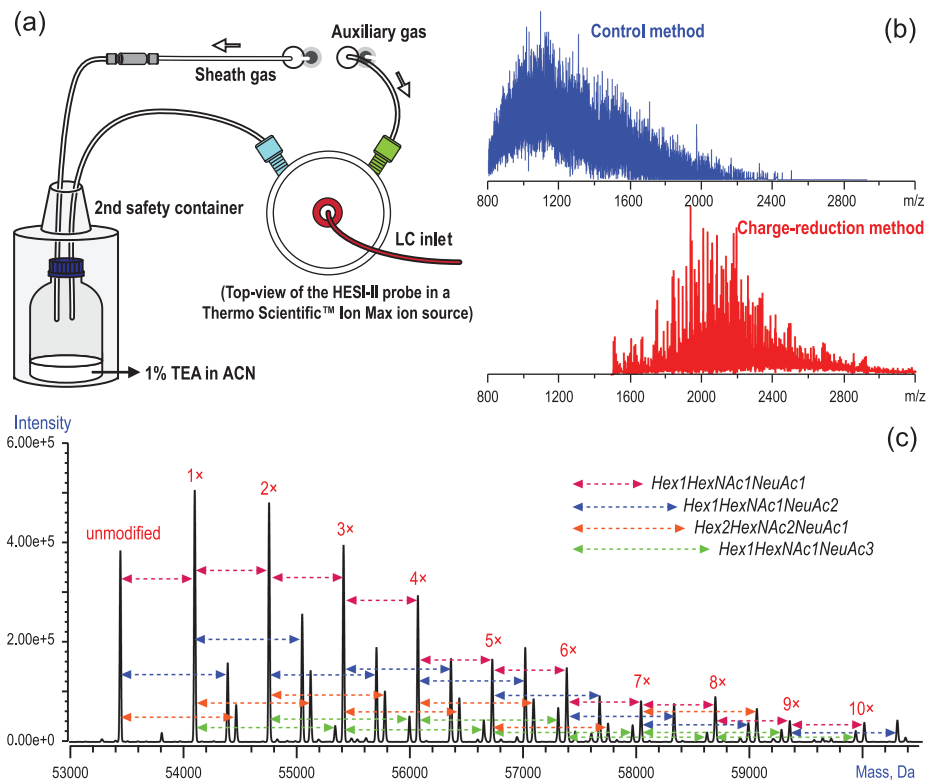 (a)
Auxiliary gas
Sheath gas
2nd safety container
LC inlet
(Top-view of the HESI-II probe in a
Thermo Scientific™ Ion Max ion source)
1% TEA in ACN
(b)
Control method
800 1200 1600 2000 2400 2800 m/z
Charge-reduction method
800 1200 1600 2000 2400 2800 m/z
(c)
Intensity
6.00e+5
4.00e+5
2.00e+5
0.00e+0
unmodified
1×
2×
3×
4×
5×
6×
7×
8×
9×
10×
Hex1HexNAc1NeuAc1
Hex1HexNAc1NeuAc2
Hex2HexNAc2NeuAc1
Hex1HexNAc1NeuAc3
53000 54000 55000 56000 57000 58000 59000 Mass, Da